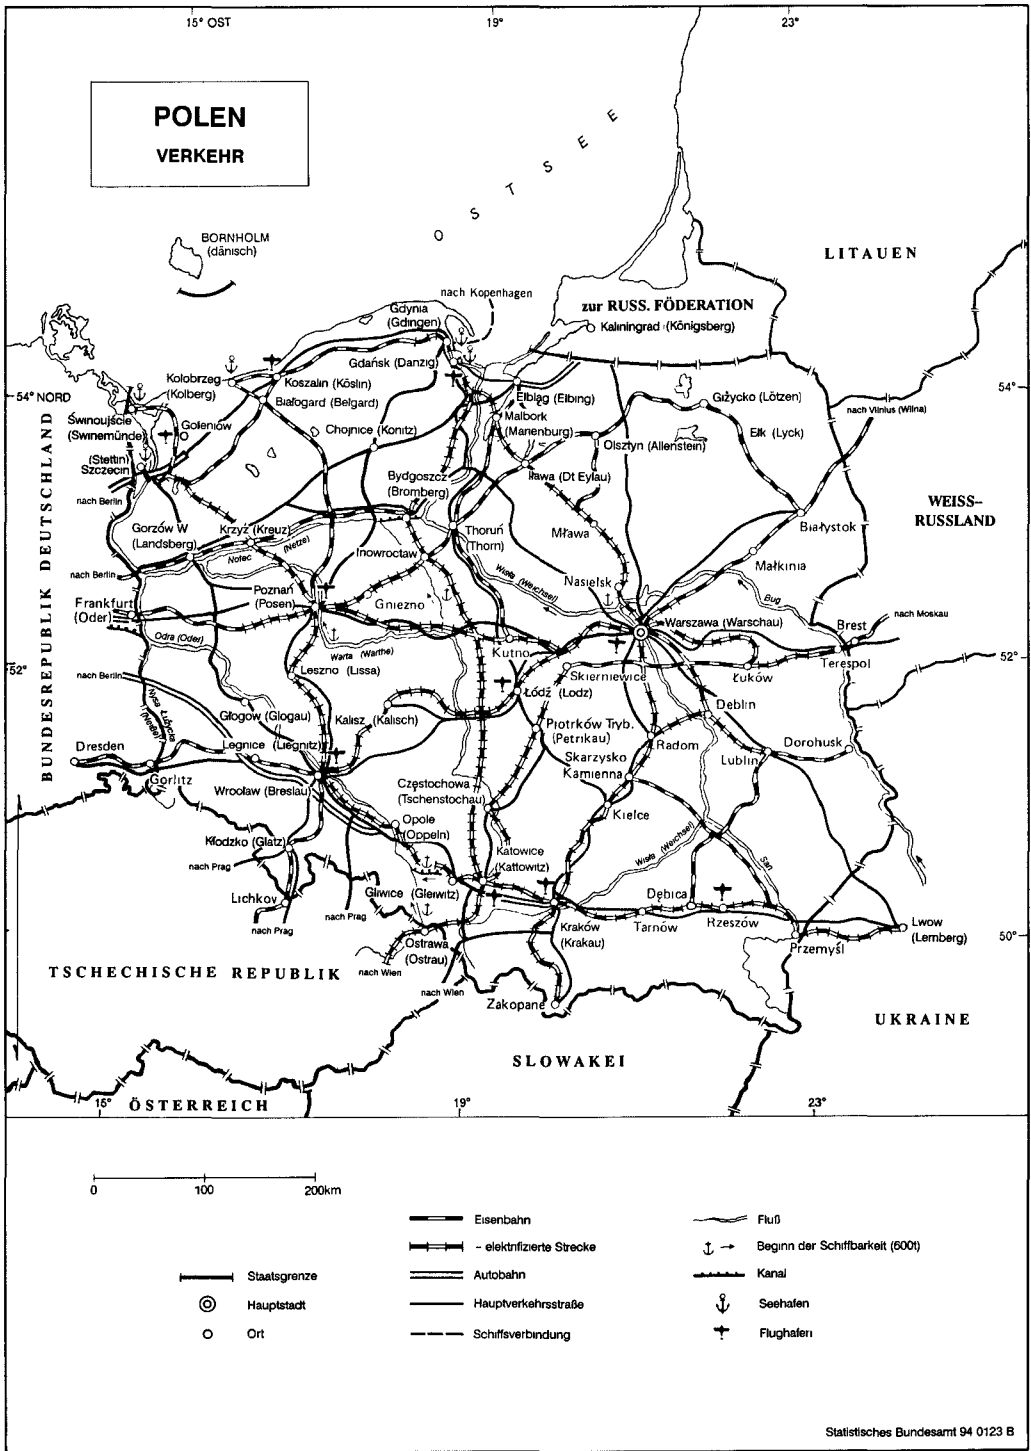 15° OST
19°
23°
POLEN
VERKEHR
O S T S E E
BORNHOLM
(dänisch)
LITAUEN
nach Kopenhagen
Gdynia
(Gdingen)
zur RUSS. FÖDERATION
Kaliningrad (Königsberg)
Gdańsk (Danzig)
Kołobrzeg
(Kolberg)
Koszalin (Köslin)
54° NORD
54°
Białogard (Belgard)
Elbląg (Elbing)
Giżycko (Lötzen)
nach Vilnius (Wilna)
Świnoujście
(Swinemünde)
Goleniów
Chojnice (Konitz)
Malbork
(Marienburg)
Ełk (Lyck)
Olsztyn (Allenstein)
(Stettin)
Szczecin
Bydgoszcz
(Bromberg)
Iława (Dt Eylau)
nach Berlin
WEISS-
RUSSLAND
Gorzów W
(Landsberg)
Krzyż (Kreuz)
Thoruń
(Thorn)
Mława
Białystok
Noteć (Netze)
Inowrocław
Małkinia
nach Berlin
Wisła (Weichsel)
Nasielsk
Poznań
(Posen)
Gniezno
Bug
Frankfurt
(Oder)
Warszawa (Warschau)
nach Moskau
Brest
Odra (Oder)
Warta (Warthe)
Kutno
Terespol
52°
52°
Leszno (Lissa)
Skierniewice
Łuków
nach Berlin
Łódź (Lodz)
Nysa Łużycka
(Neiße)
Głogow (Glogau)
Kalisz (Kalisch)
Dęblin
Piotrków Tryb.
(Petrikau)
Dresden
Legnice (Liegnitz)
Radom
Dorohusk
Skarzysko
Kamienna
Lublin
Görlitz
Wrocław (Breslau)
Częstochowa
(Tschenstochau)
Opole
(Oppeln)
Kielce
Kłodzko (Glatz)
Katowice
(Kattowitz)
Wisła (Weichsel)
San
nach Prag
Gliwice (Gleiwitz)
Dębica
Lichkov
nach Prag
nach Prag
Rzeszów
Tarnów
Lwow
(Lemberg)
Kraków
(Krakau)
50°
Ostrawa
(Ostrau)
Przemyśl
TSCHECHISCHE REPUBLIK
nach Wien
nach Wien
Zakopane
UKRAINE
SLOWAKEI
BUNDESREPUBLIK DEUTSCHLAND
ÖSTERREICH
15°
19°
23°
0 100 200km
Eisenbahn
Fluß
- elektrifizierte Strecke
Beginn der Schiffbarkeit (600t)
Staatsgrenze
Autobahn
Kanal
Hauptstadt
Hauptverkehrsstraße
Seehafen
Ort
Schiffsverbindung
Flughafen
Statistisches Bundesamt 94 0123 B